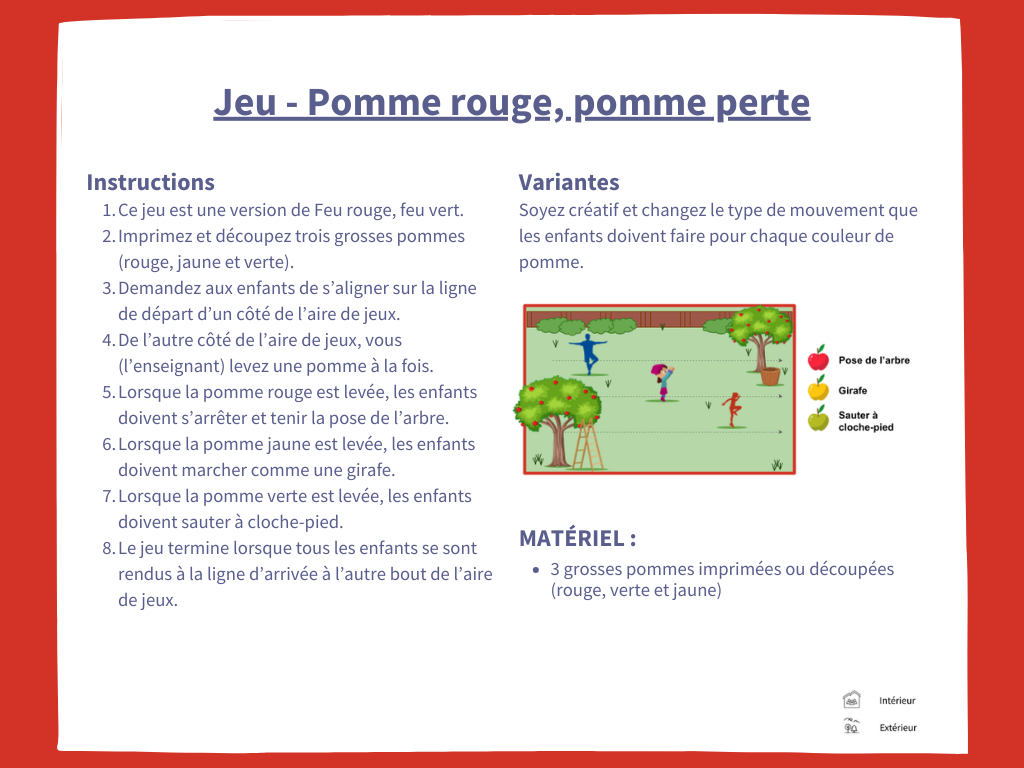 Jeu - Pomme rouge, pomme perte
Instructions
1. Ce jeu est une version de Feu rouge, feu vert.
2. Imprimez et découpez trois grosses pommes
(rouge, jaune et verte).
3. Demandez aux enfants de s’aligner sur la ligne
de départ d’un côté de l’aire de jeux.
4. De l’autre côté de l’aire de jeux, vous
(l’enseignant) levez une pomme à la fois.
5. Lorsque la pomme rouge est levée, les enfants
doivent s’arrêter et tenir la pose de l’arbre.
6. Lorsque la pomme jaune est levée, les enfants
doivent marcher comme une girafe.
7. Lorsque la pomme verte est levée, les enfants
doivent sauter à cloche-pied.
8. Le jeu termine lorsque tous les enfants se sont
rendus à la ligne d’arrivée à l’autre bout de l’aire
de jeux.
Variantes
Soyez créatif et changez le type de mouvement que
les enfants doivent faire pour chaque couleur de
pomme.
Pose de l’arbre
Girafe
Sauter à
cloche-pied
MATÉRIEL :
• 3 grosses pommes imprimées ou découpées
(rouge, verte et jaune)
Intérieur
Extérieur